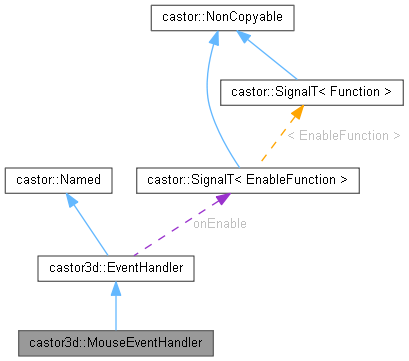 castor::NonCopyable
castor::SignalT< Function >
< EnableFunction >
castor::Named
castor::SignalT< EnableFunction >
onEnable
castor3d::EventHandler
castor3d::MouseEventHandler